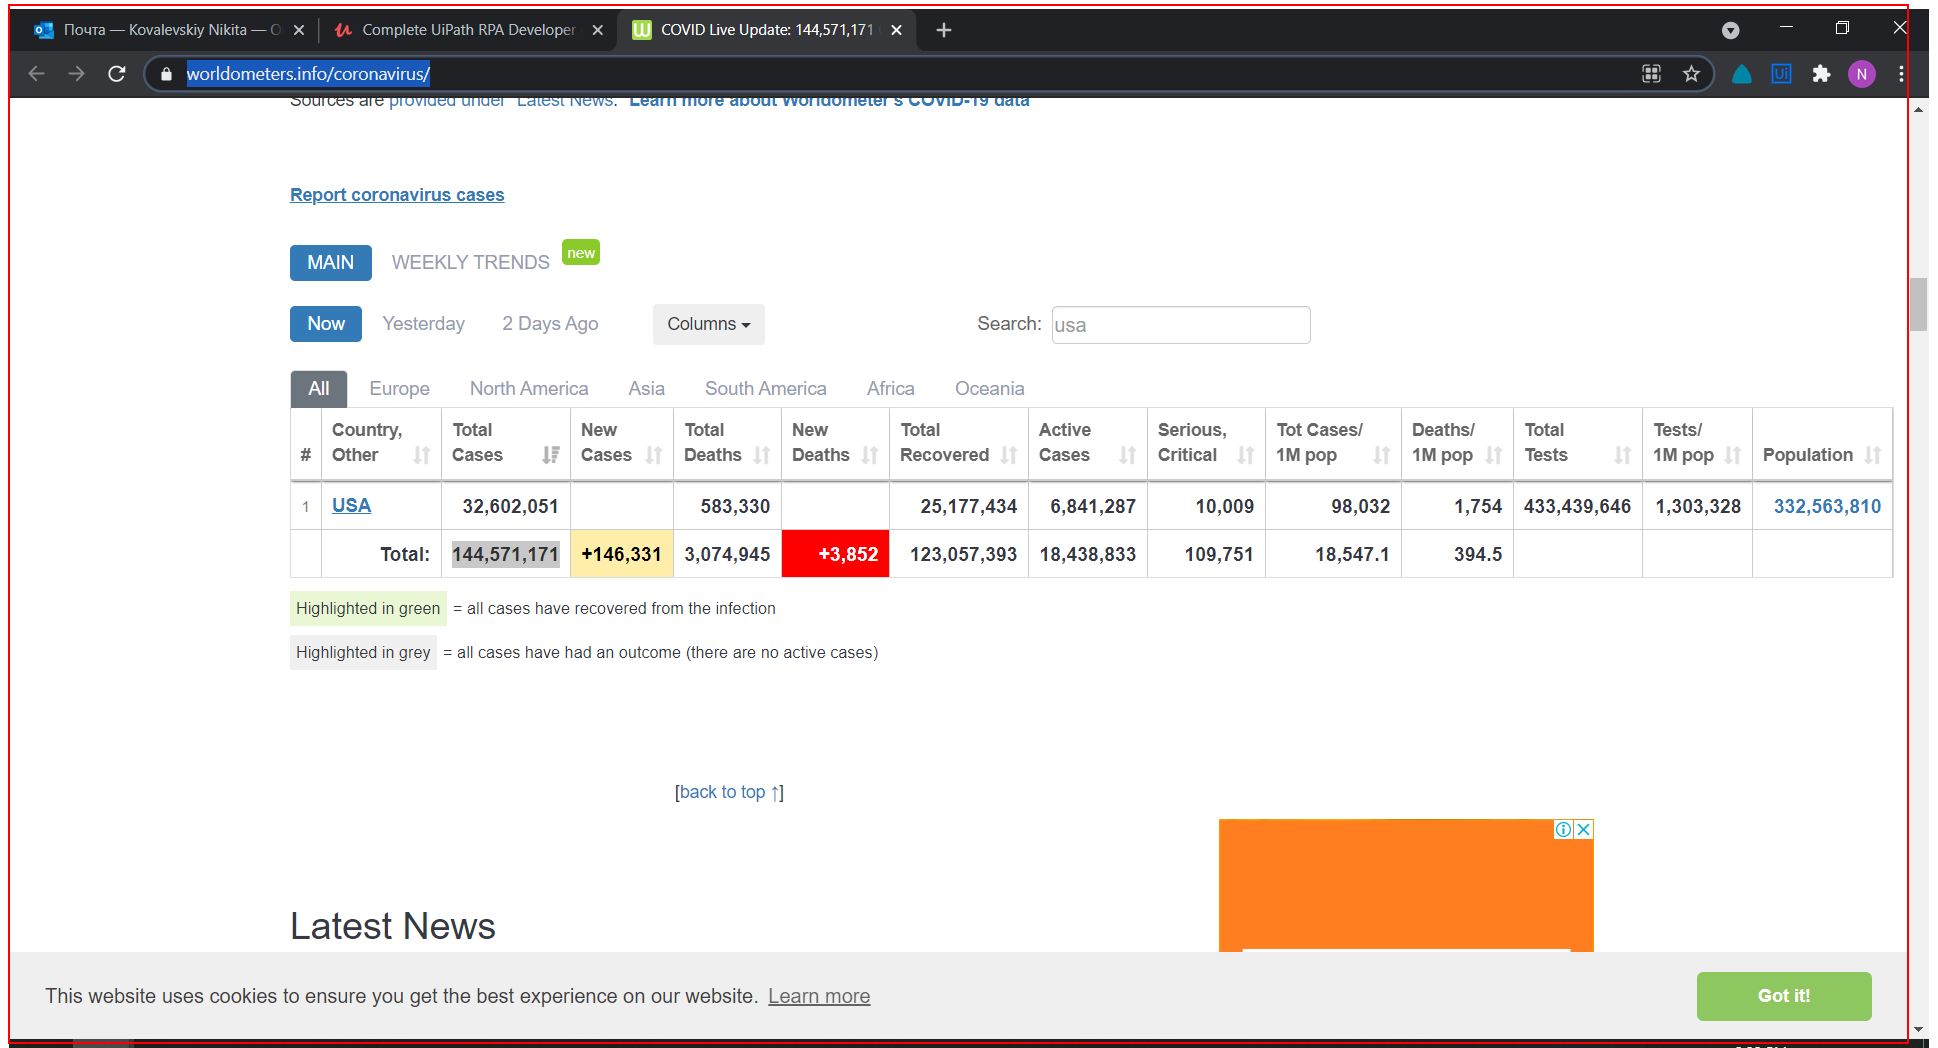 Почта — Kovalevskiy Nikita — O
Complete UiPath RPA Developer
COVID Live Update: 144,571,171
worldometers.info/coronavirus/
Ui
N
Sources are provided under "Latest News." Learn more about Worldometer's COVID-19 data
Report coronavirus cases
MAIN WEEKLY TRENDS new
Now Yesterday 2 Days Ago Columns Search: usa
All Europe North America Asia South America Africa Oceania
# Country, Other Total Cases New Cases Total Deaths New Deaths Total Recovered Active Cases Serious, Critical Tot Cases/ 1M pop Deaths/ 1M pop Total Tests Tests/ 1M pop Population
1 USA 32,602,051 583,330 25,177,434 6,841,287 10,009 98,032 1,754 433,439,646 1,303,328 332,563,810
Total: 144,571,171 +146,331 3,074,945 +3,852 123,057,393 18,438,833 109,751 18,547.1 394.5
Highlighted in green = all cases have recovered from the infection
Highlighted in grey = all cases have had an outcome (there are no active cases)
[back to top ↑]
Latest News
This website uses cookies to ensure you get the best experience on our website. Learn more
Got it!